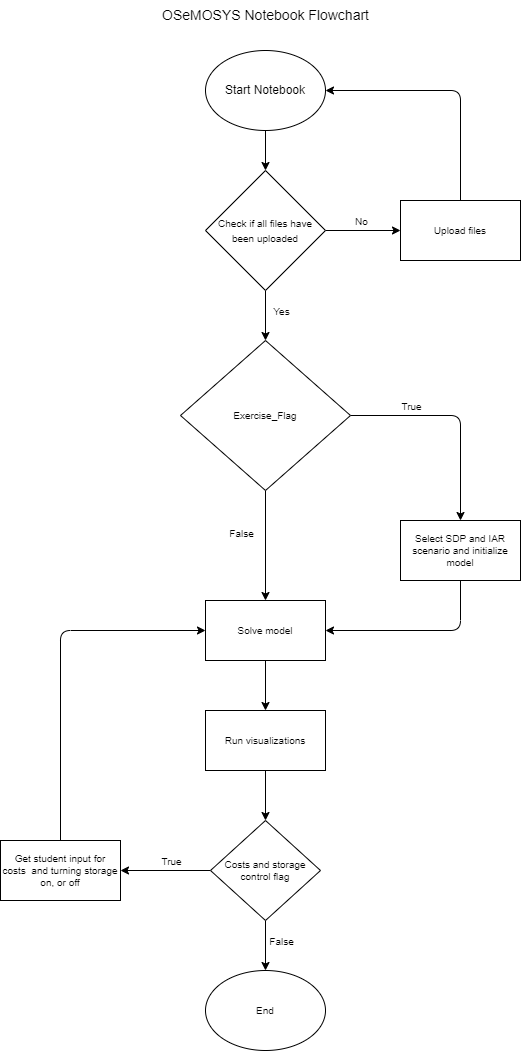 OSeMOSYS Notebook Flowchart
Start Notebook
Check if all files have
been uploaded
No
Upload files
Yes
Exercise_Flag
True
False
Select SDP and IAR
scenario and initialize
model
Solve model
Run visualizations
Costs and storage
control flag
True
Get student input for
costs  and turning storage
on, or off
False
End